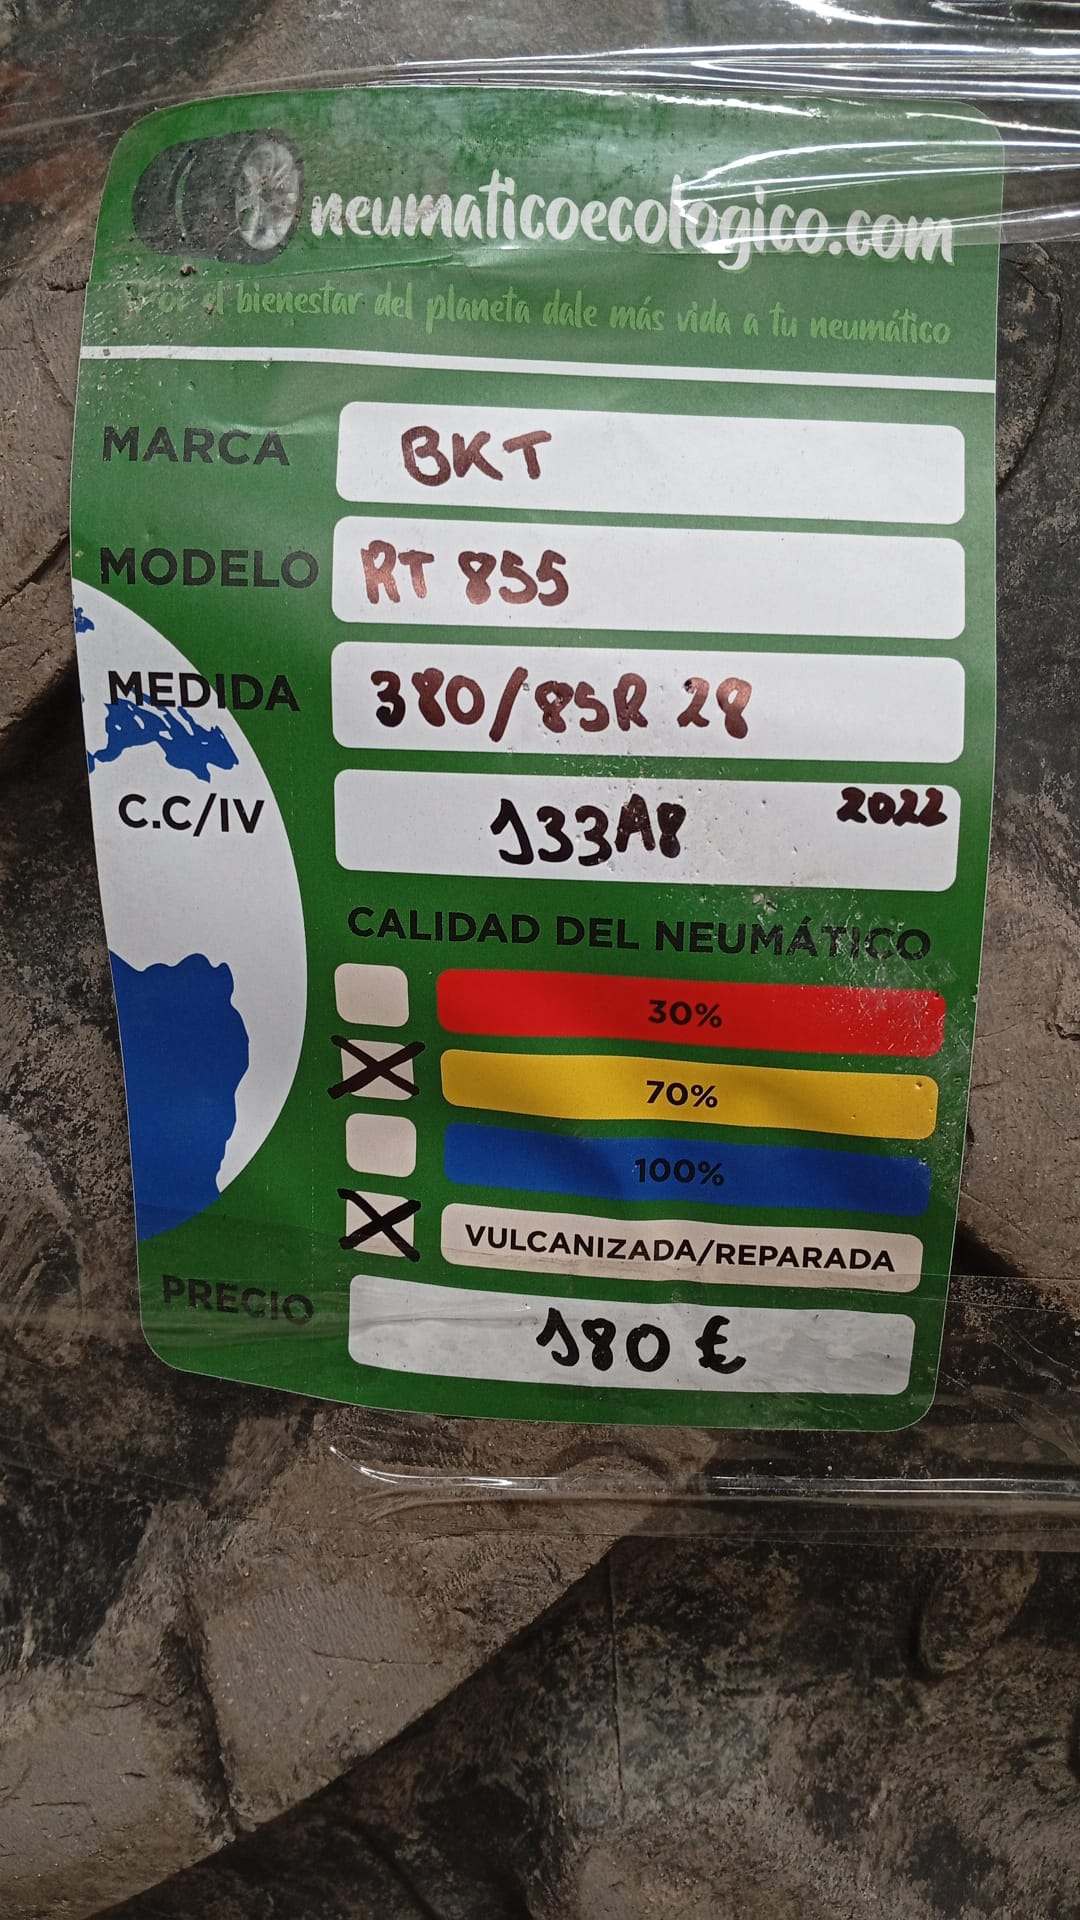 neumaticoecologico.com
Por el bienestar del planeta dale más vida a tu neumático
MARCA BKT
MODELO RT 855
MEDIDA 380/85R 28
C.C/IV 133A8 2022
CALIDAD DEL NEUMÁTICO
30%
70%
100%
VULCANIZADA/REPARADA
PRECIO 180 €